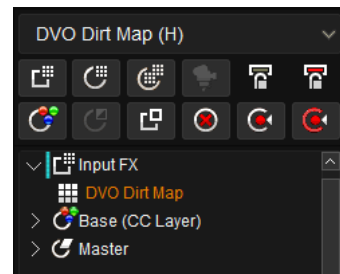 DVO Dirt Map (H)
Input FX
DVO Dirt Map
Base (CC Layer)
Master